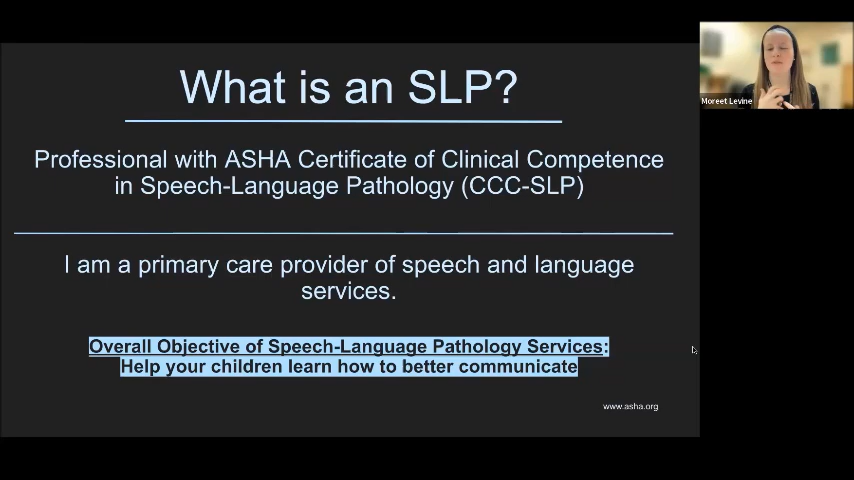 What is an SLP?
Professional with ASHA Certificate of Clinical Competence
in Speech-Language Pathology (CCC-SLP)
I am a primary care provider of speech and language
services.
Overall Objective of Speech-Language Pathology Services:
Help your children learn how to better communicate
www.asha.org
Moreet Levine